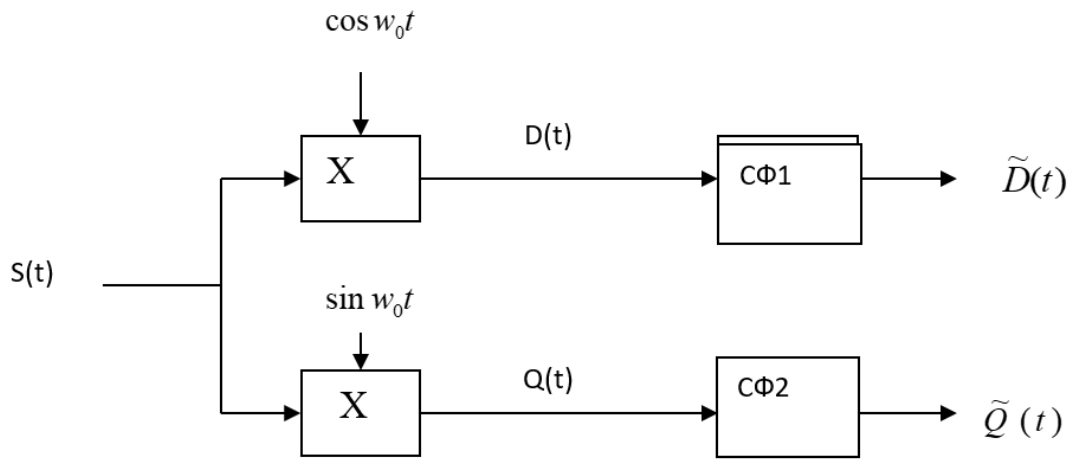 cos w₀t
X
D(t)
СФ1
D̃(t)
S(t)
sin w₀t
X
Q(t)
СФ2
Q̃ (t)